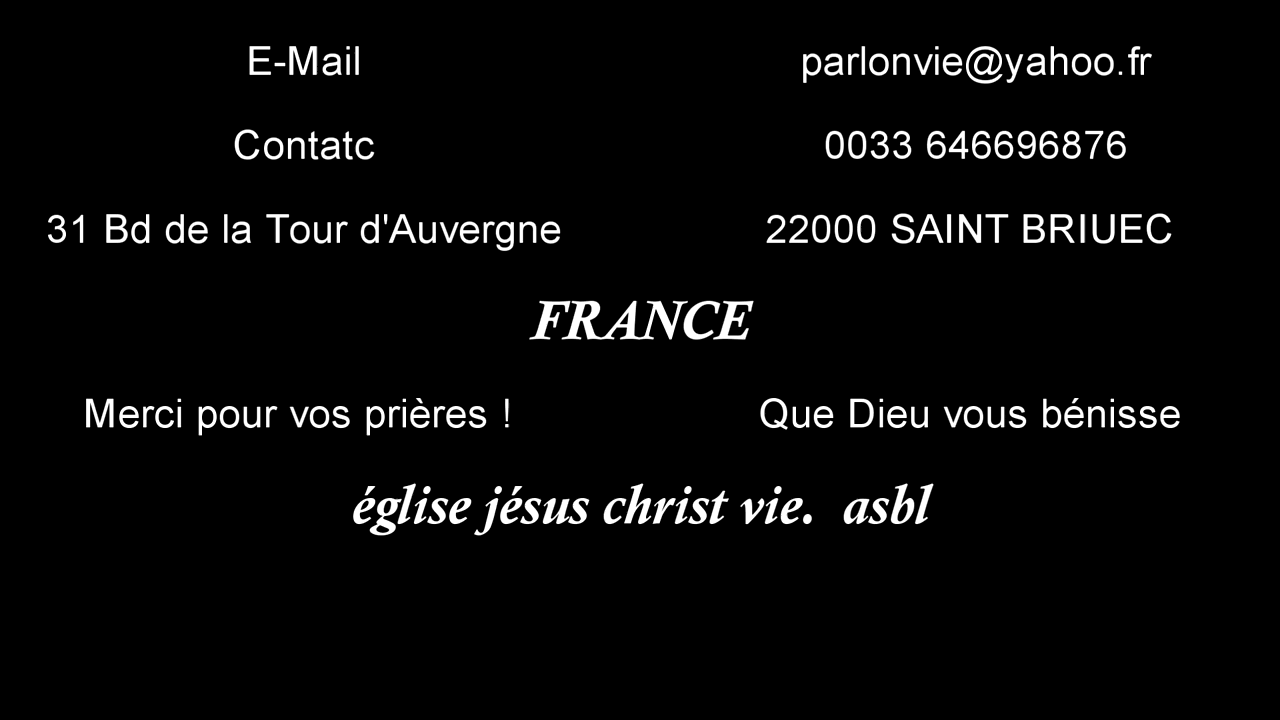 E-Mail parlonvie@yahoo.fr
Contatc 0033 646696876
31 Bd de la Tour d'Auvergne 22000 SAINT BRIUEC
FRANCE
Merci pour vos prières ! Que Dieu vous bénisse
église jésus christ vie. asbl